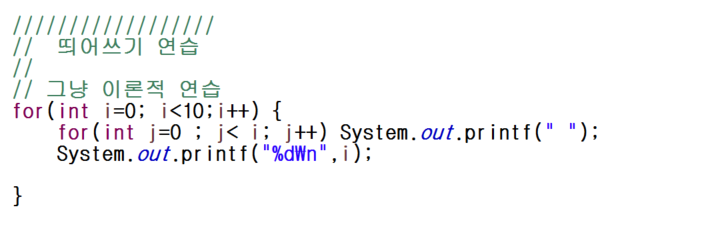 //////////////////
//  띄어쓰기 연습
//
// 그냥 이론적 연습
for(int i=0; i<10;i++) {
    for(int j=0 ; j< i; j++) System.out.printf(" ");
    System.out.printf("%d₩n",i);
}